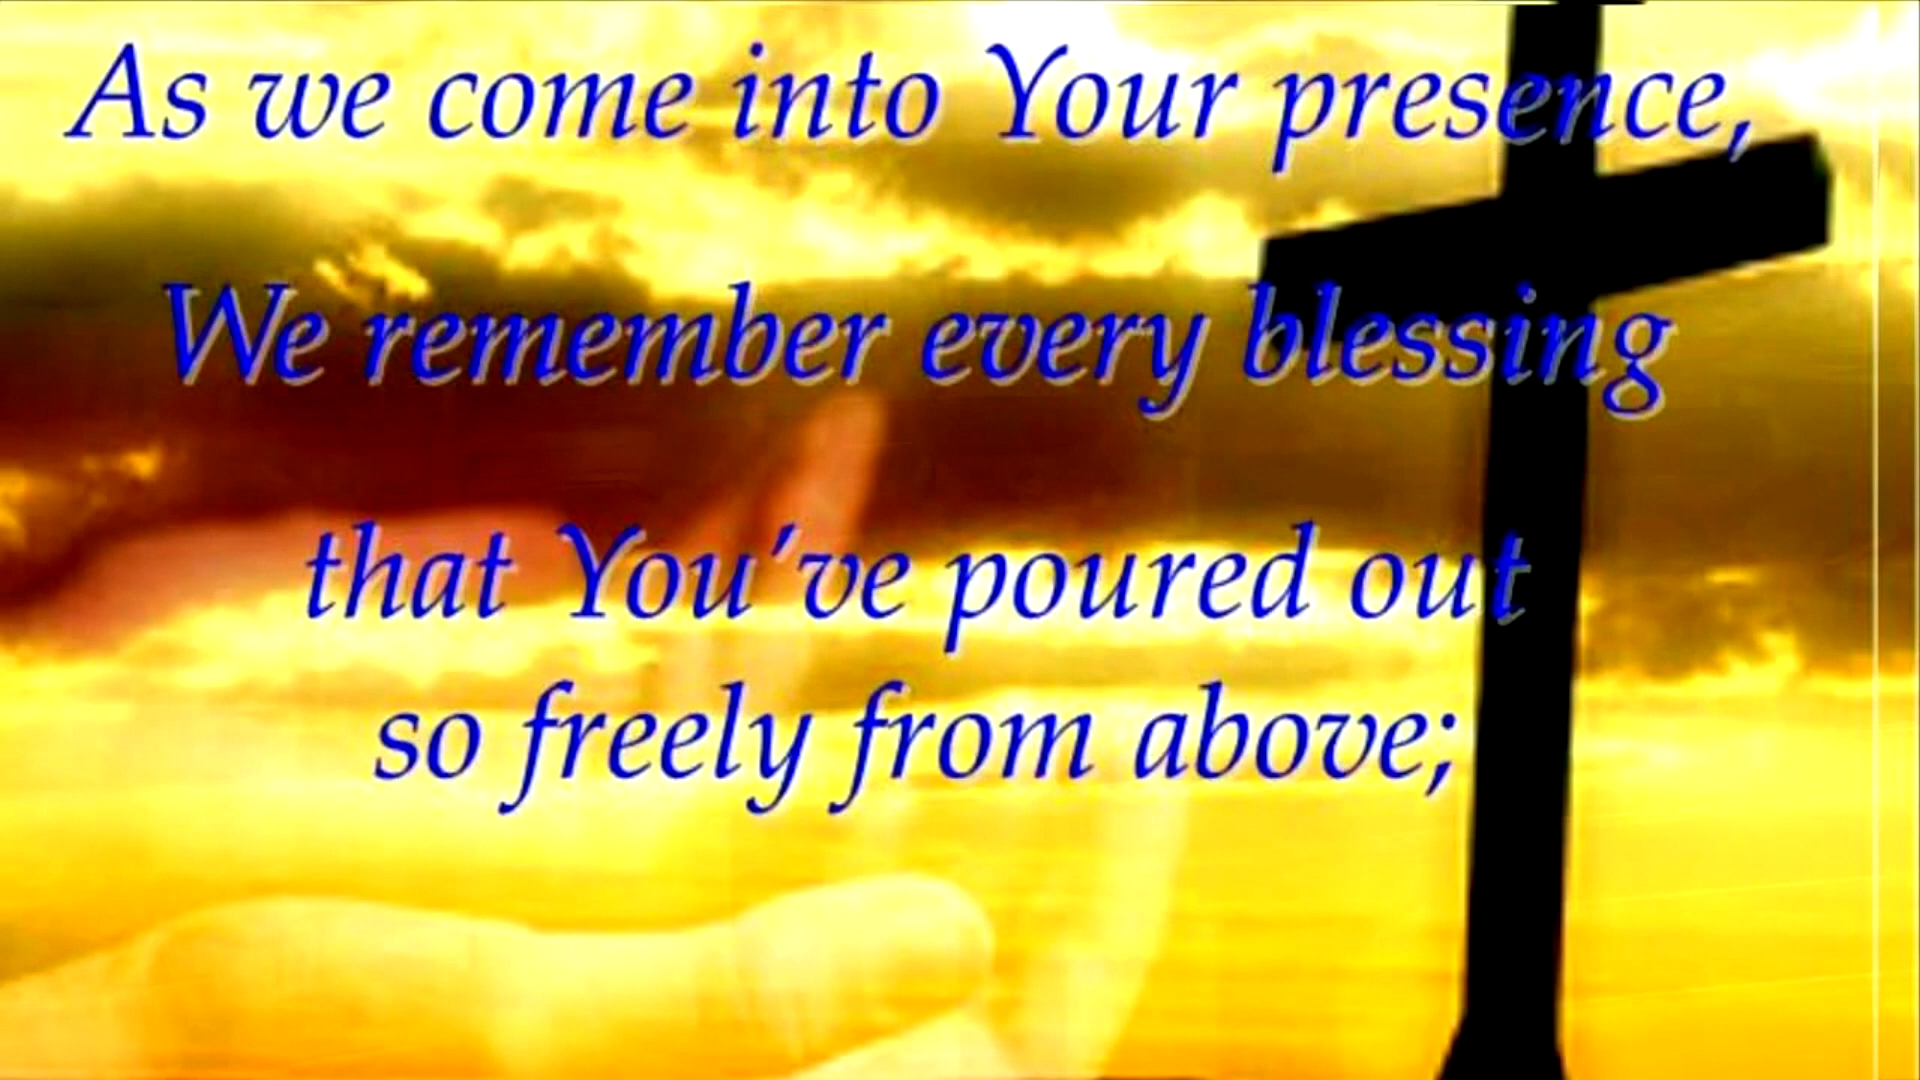 As we come into Your presence,
We remember every blessing
that You've poured out
so freely from above;